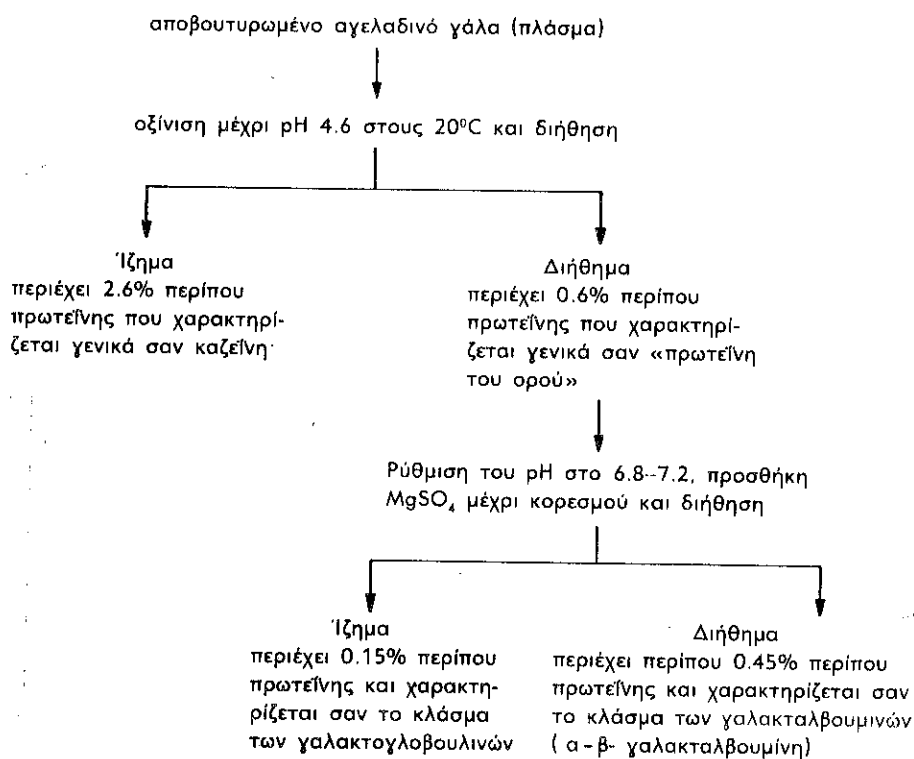 αποβουτυρωμένο αγελαδινό γάλα (πλάσμα)
οξίνιση μέχρι pH 4.6 στους 20⁰C και διήθηση
Ίζημα
περιέχει 2.6% περίπου
πρωτεΐνης που χαρακτηρί-
ζεται γενικά σαν καζεΐνη
Διήθημα
περιέχει 0.6% περίπου
πρωτεΐνης που χαρακτηρί-
ζεται γενικά σαν «πρωτεΐνη
του ορού»
Ρύθμιση του pH στο 6.8--7.2, προσθήκη
MgSO₄ μέχρι κορεσμού και διήθηση
Ίζημα
περιέχει 0.15% περίπου
πρωτεΐνης και χαρακτη-
ρίζεται σαν το κλάσμα
των γαλακτογλοβουλινών
Διήθημα
περιέχει περίπου 0.45% περίπου
πρωτεΐνης και χαρακτηρίζεται σαν
το κλάσμα των γαλακταλβουμινών
( α-β- γαλακταλβουμίνη)